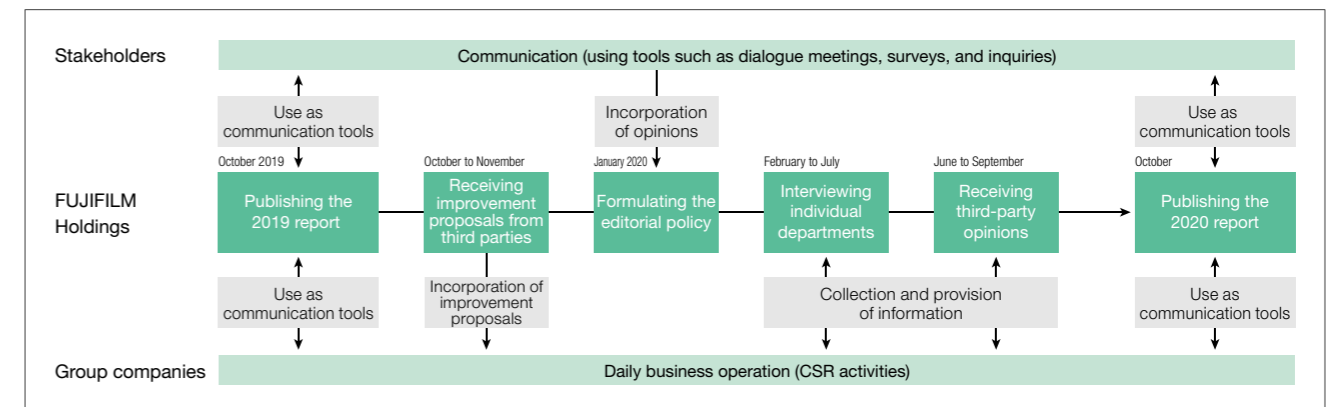 Stakeholders
Communication (using tools such as dialogue meetings, surveys, and inquiries)
Use as
communication tools
Incorporation
of opinions
Use as
communication tools
FUJIFILM
Holdings
October 2019
Publishing the
2019 report
October to November
Receiving
improvement
proposals from
third parties
January 2020
Formulating the
editorial policy
February to July
Interviewing
individual
departments
June to September
Receiving
third-party
opinions
October
Publishing the
2020 report
Use as
communication tools
Incorporation of
improvement
proposals
Collection and provision
of information
Use as
communication tools
Group companies
Daily business operation (CSR activities)